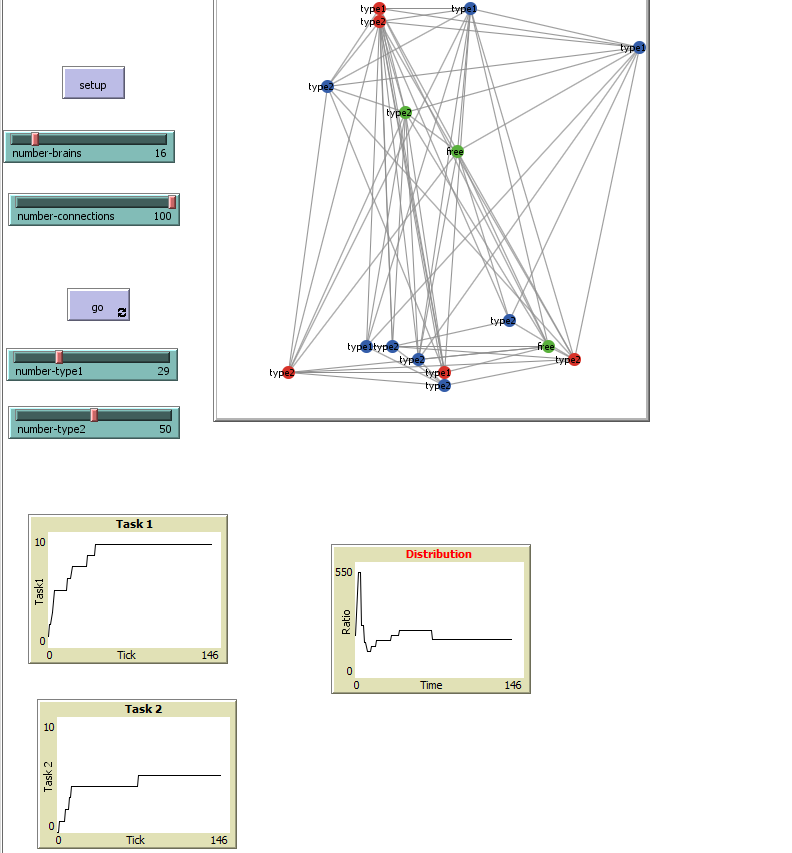 setup
number-brains 16
number-connections 100
go
number-type1 29
number-type2 50
type1
type2
type1
type1
type2
type2
free
type2
type1
type2
type2
free
type2
type2
type1
type2
Task 1
10
Task1
0
0 Tick 146
Distribution
550
Ratio
0
0 Time 146
Task 2
10
Task 2
0
0 Tick 146